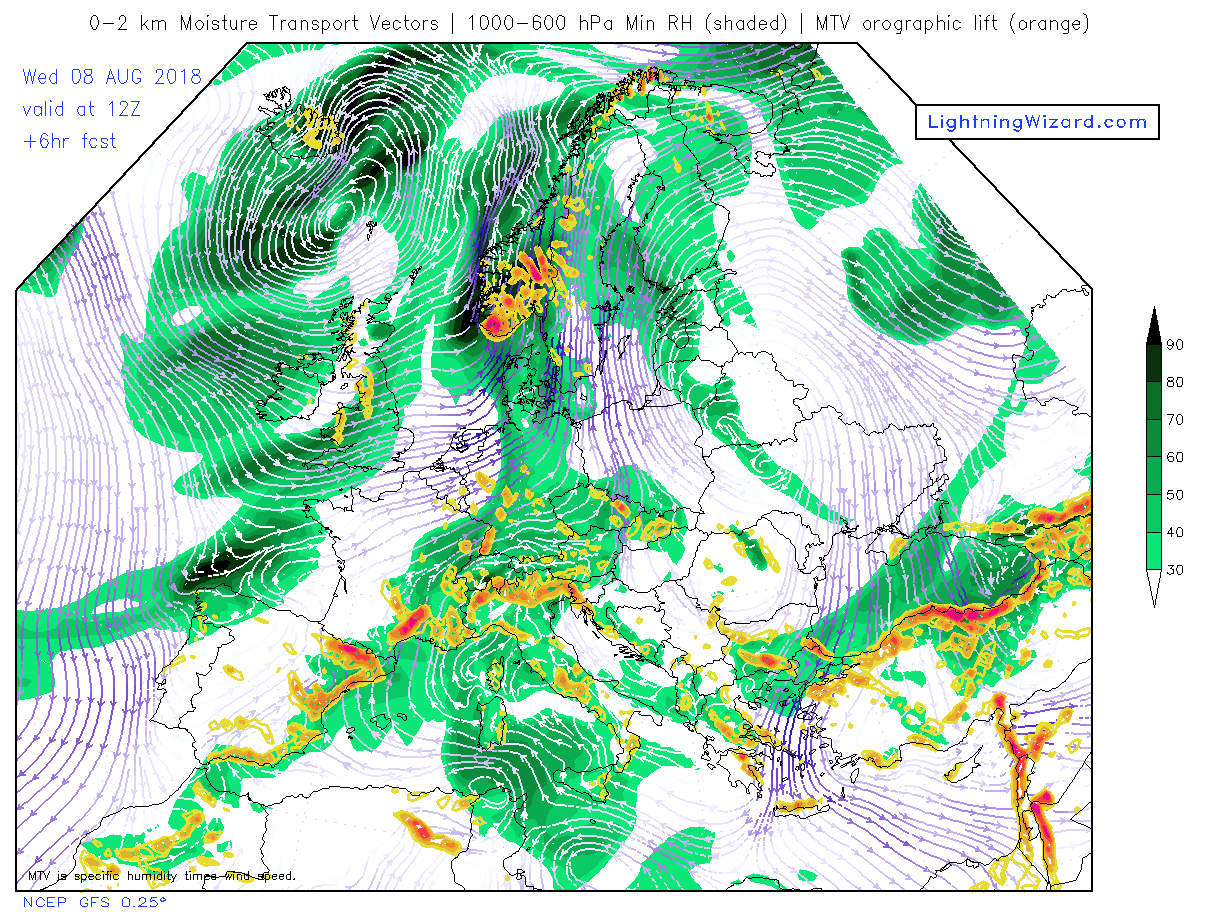 0-2 km Moisture Transport Vectors | 1000-600 hPa Min RH (shaded) | MTV orographic lift (orange)
Wed 08 AUG 2018
valid at 12Z
+6hr fcst
LightningWizard.com
90
80
70
60
50
40
30
MTV is specific humidity times wind speed.
NCEP GFS 0.25°